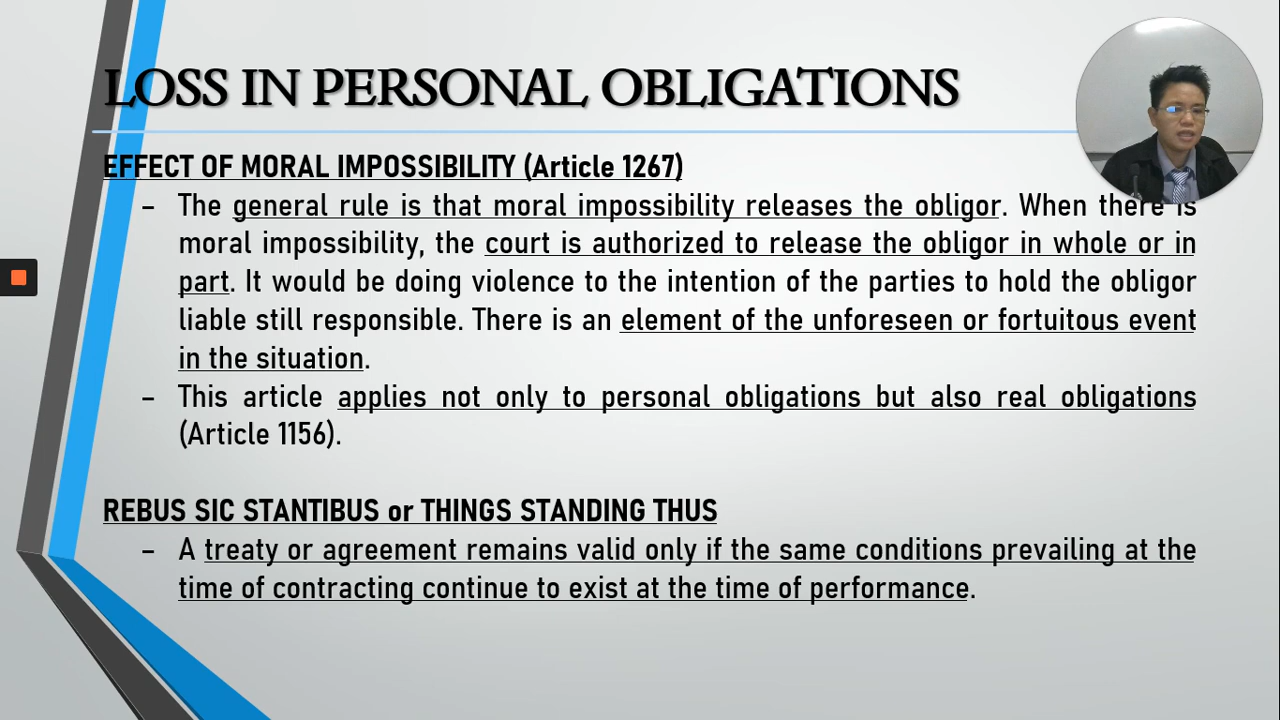 LOSS IN PERSONAL OBLIGATIONS
EFFECT OF MORAL IMPOSSIBILITY (Article 1267)
– The general rule is that moral impossibility releases the obligor. When there is
moral impossibility, the court is authorized to release the obligor in whole or in
part. It would be doing violence to the intention of the parties to hold the obligor
liable still responsible. There is an element of the unforeseen or fortuitous event
in the situation.
– This article applies not only to personal obligations but also real obligations
(Article 1156).
REBUS SIC STANTIBUS or THINGS STANDING THUS
– A treaty or agreement remains valid only if the same conditions prevailing at the
time of contracting continue to exist at the time of performance.